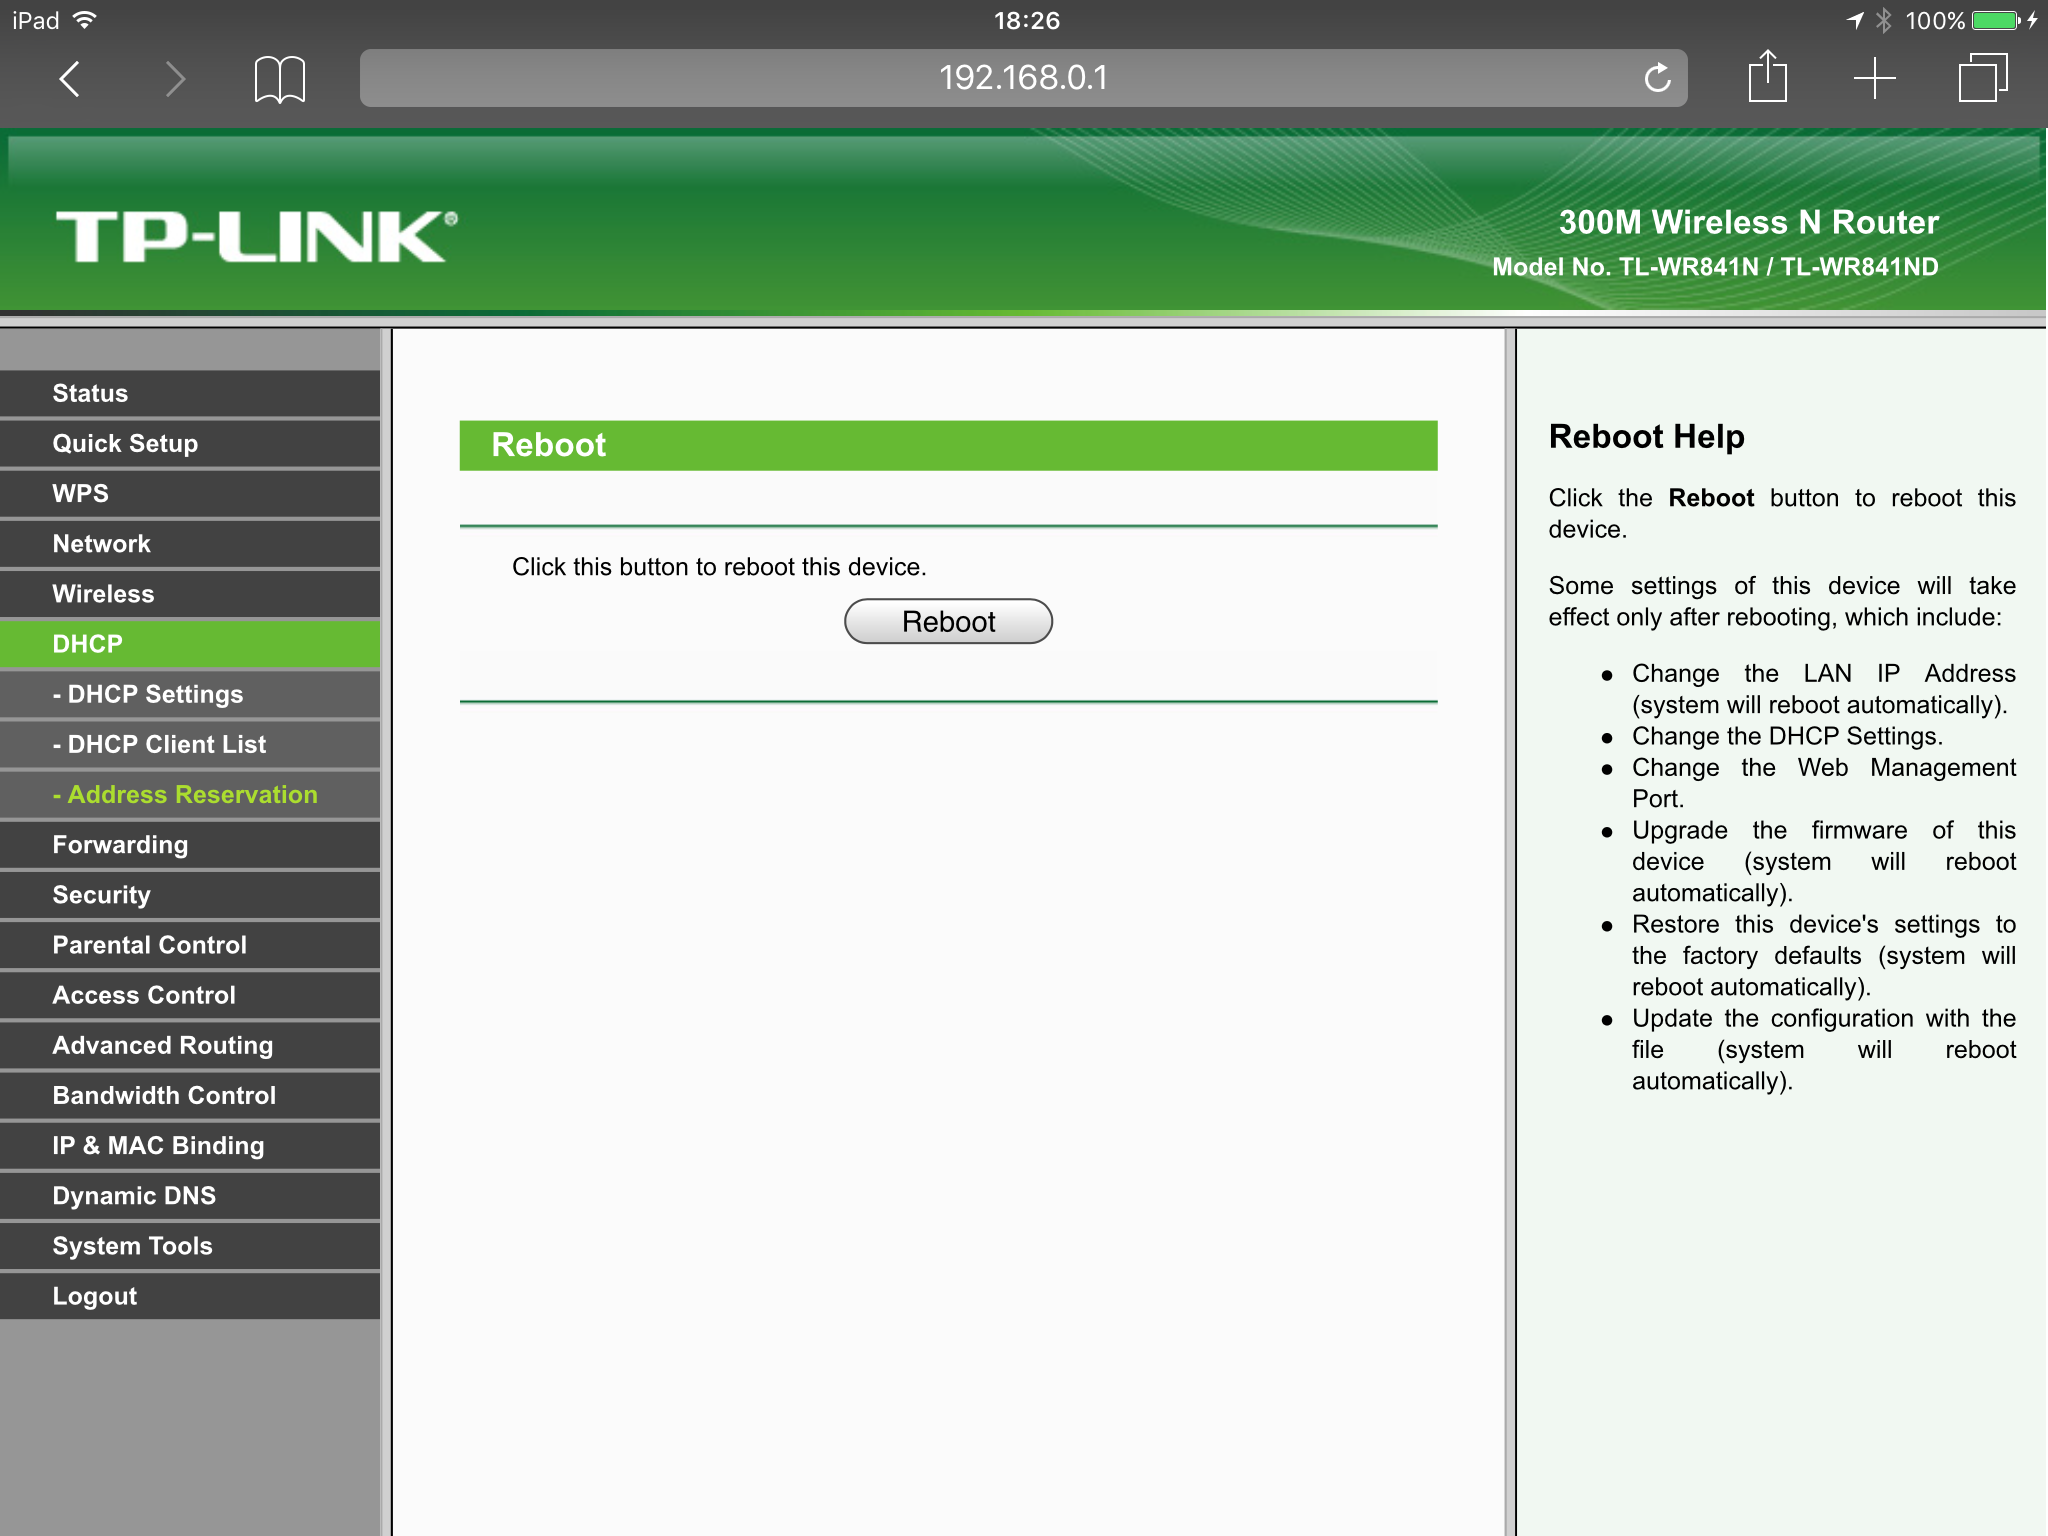 iPad
18:26
100%
192.168.0.1
TP-LINK®
300M Wireless N Router
Model No. TL-WR841N / TL-WR841ND
Status
Quick Setup
WPS
Network
Wireless
DHCP
- DHCP Settings
- DHCP Client List
- Address Reservation
Forwarding
Security
Parental Control
Access Control
Advanced Routing
Bandwidth Control
IP & MAC Binding
Dynamic DNS
System Tools
Logout
Reboot
Click this button to reboot this device.
Reboot
Reboot Help
Click the Reboot button to reboot this
device.
Some settings of this device will take
effect only after rebooting, which include:
● Change the LAN IP Address
(system will reboot automatically).
● Change the DHCP Settings.
● Change the Web Management
Port.
● Upgrade the firmware of this
device (system will reboot
automatically).
● Restore this device's settings to
the factory defaults (system will
reboot automatically).
● Update the configuration with the
file (system will reboot
automatically).